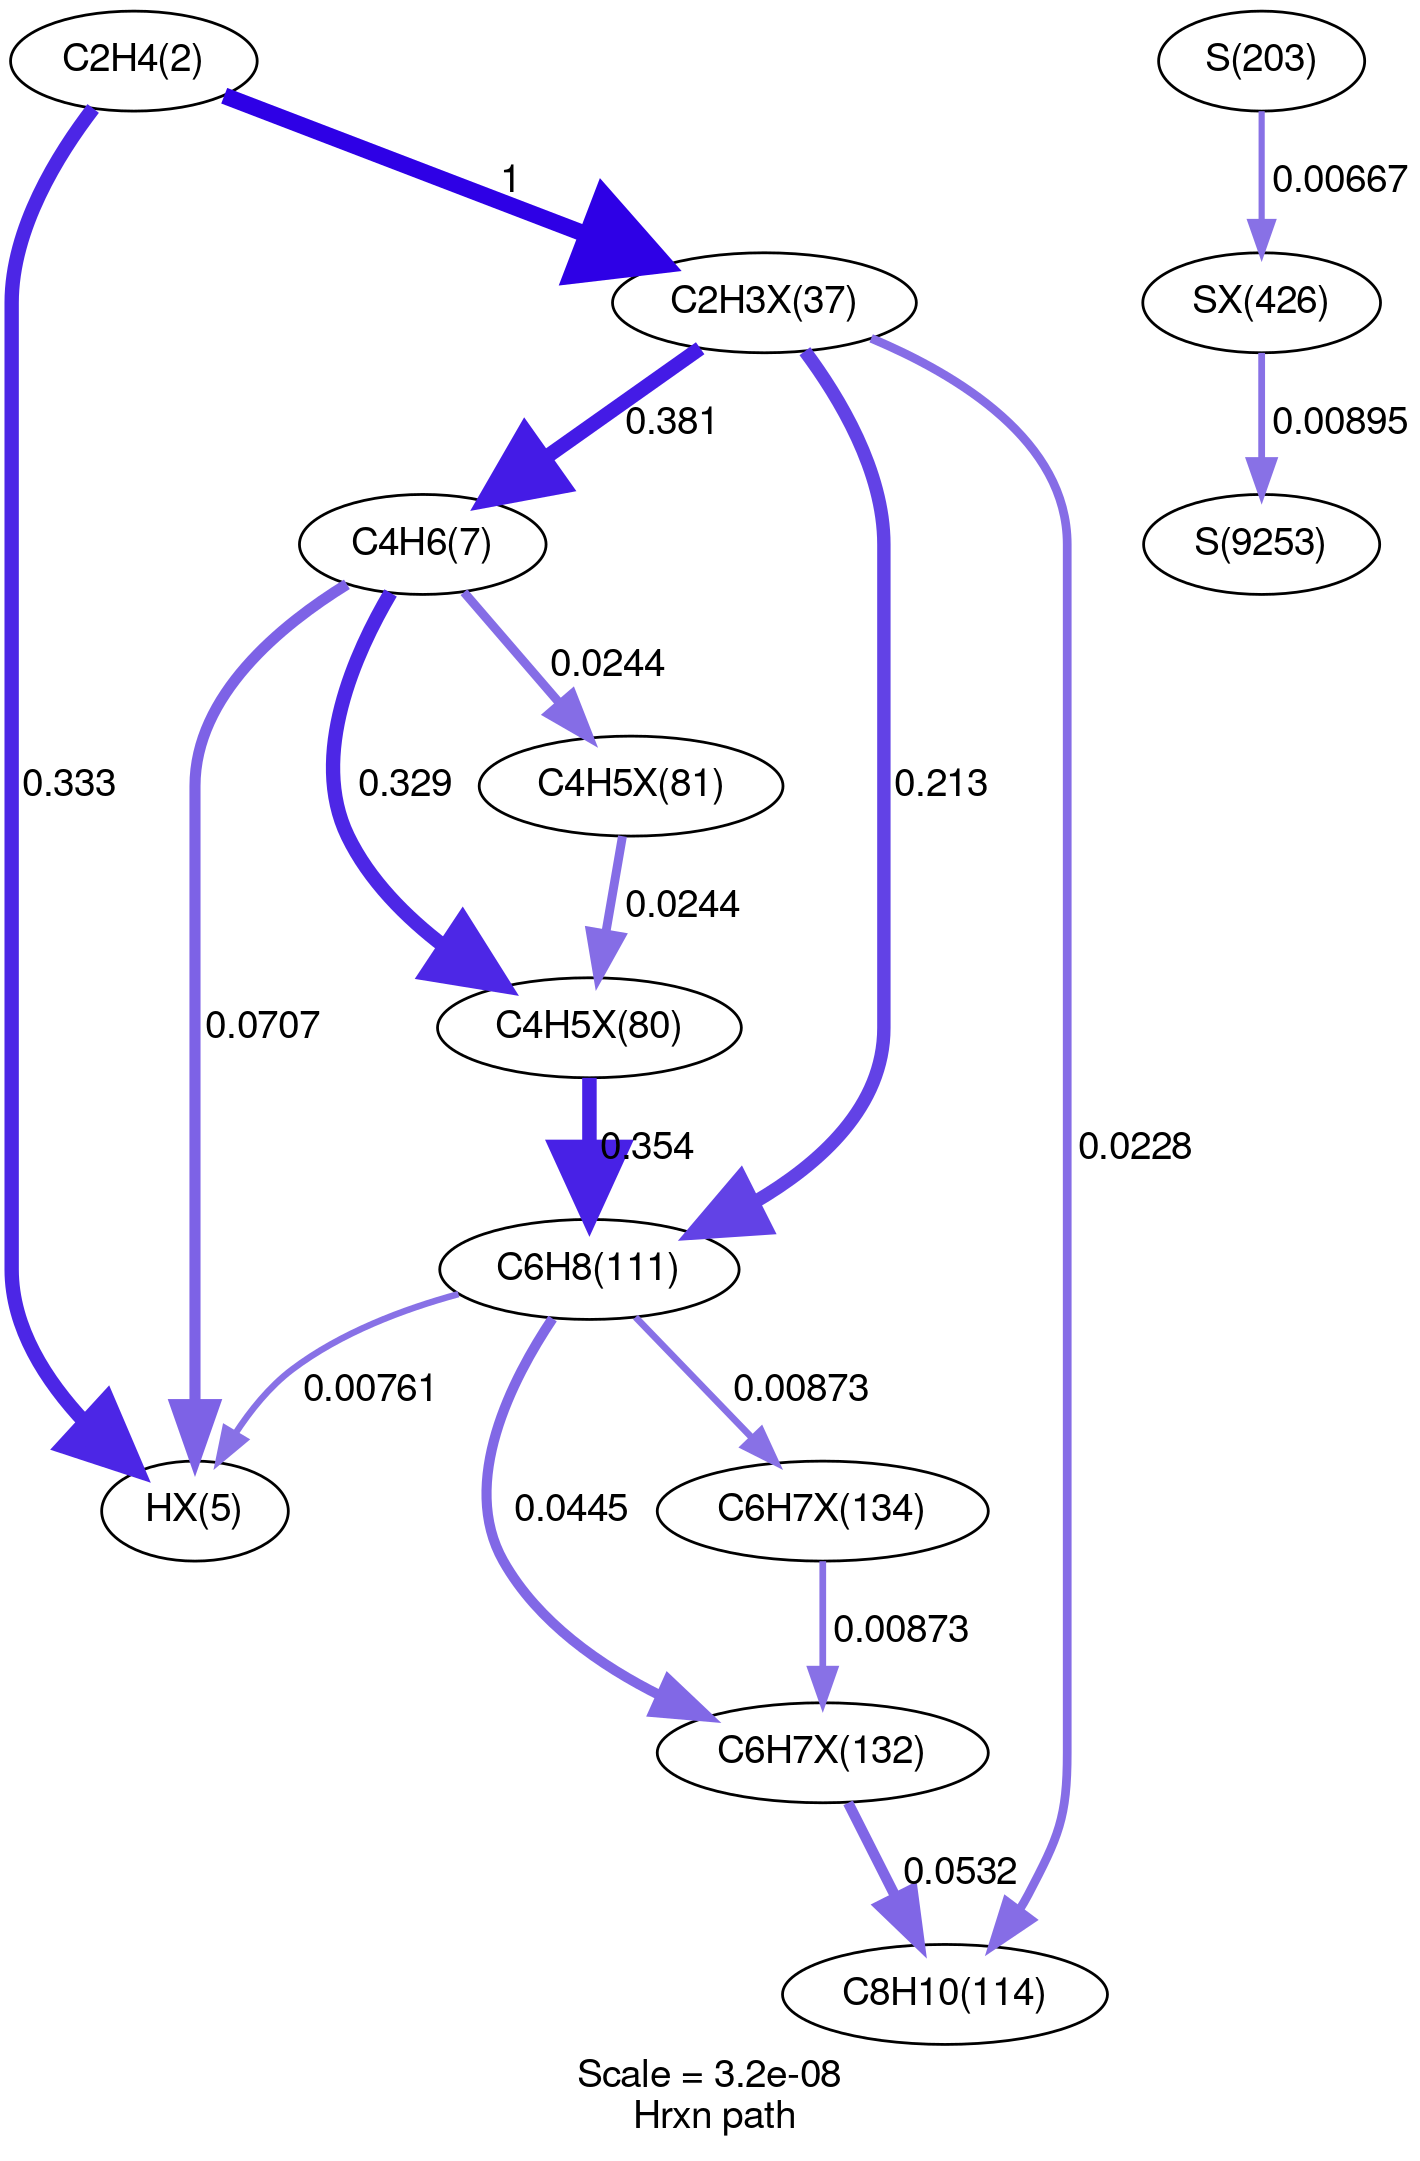 C2H4(2)
S(203)
1
0.00667
C2H3X(37)
SX(426)
0.381
0.00895
C4H6(7)
S(9253)
0.0244
0.333
0.329
C4H5X(81)
0.213
0.0244
0.0707
C4H5X(80)
0.354
0.0228
C6H8(111)
0.00761
0.00873
HX(5)
0.0445
C6H7X(134)
0.00873
C6H7X(132)
0.0532
C8H10(114)
Scale = 3.2e-08
Hrxn path